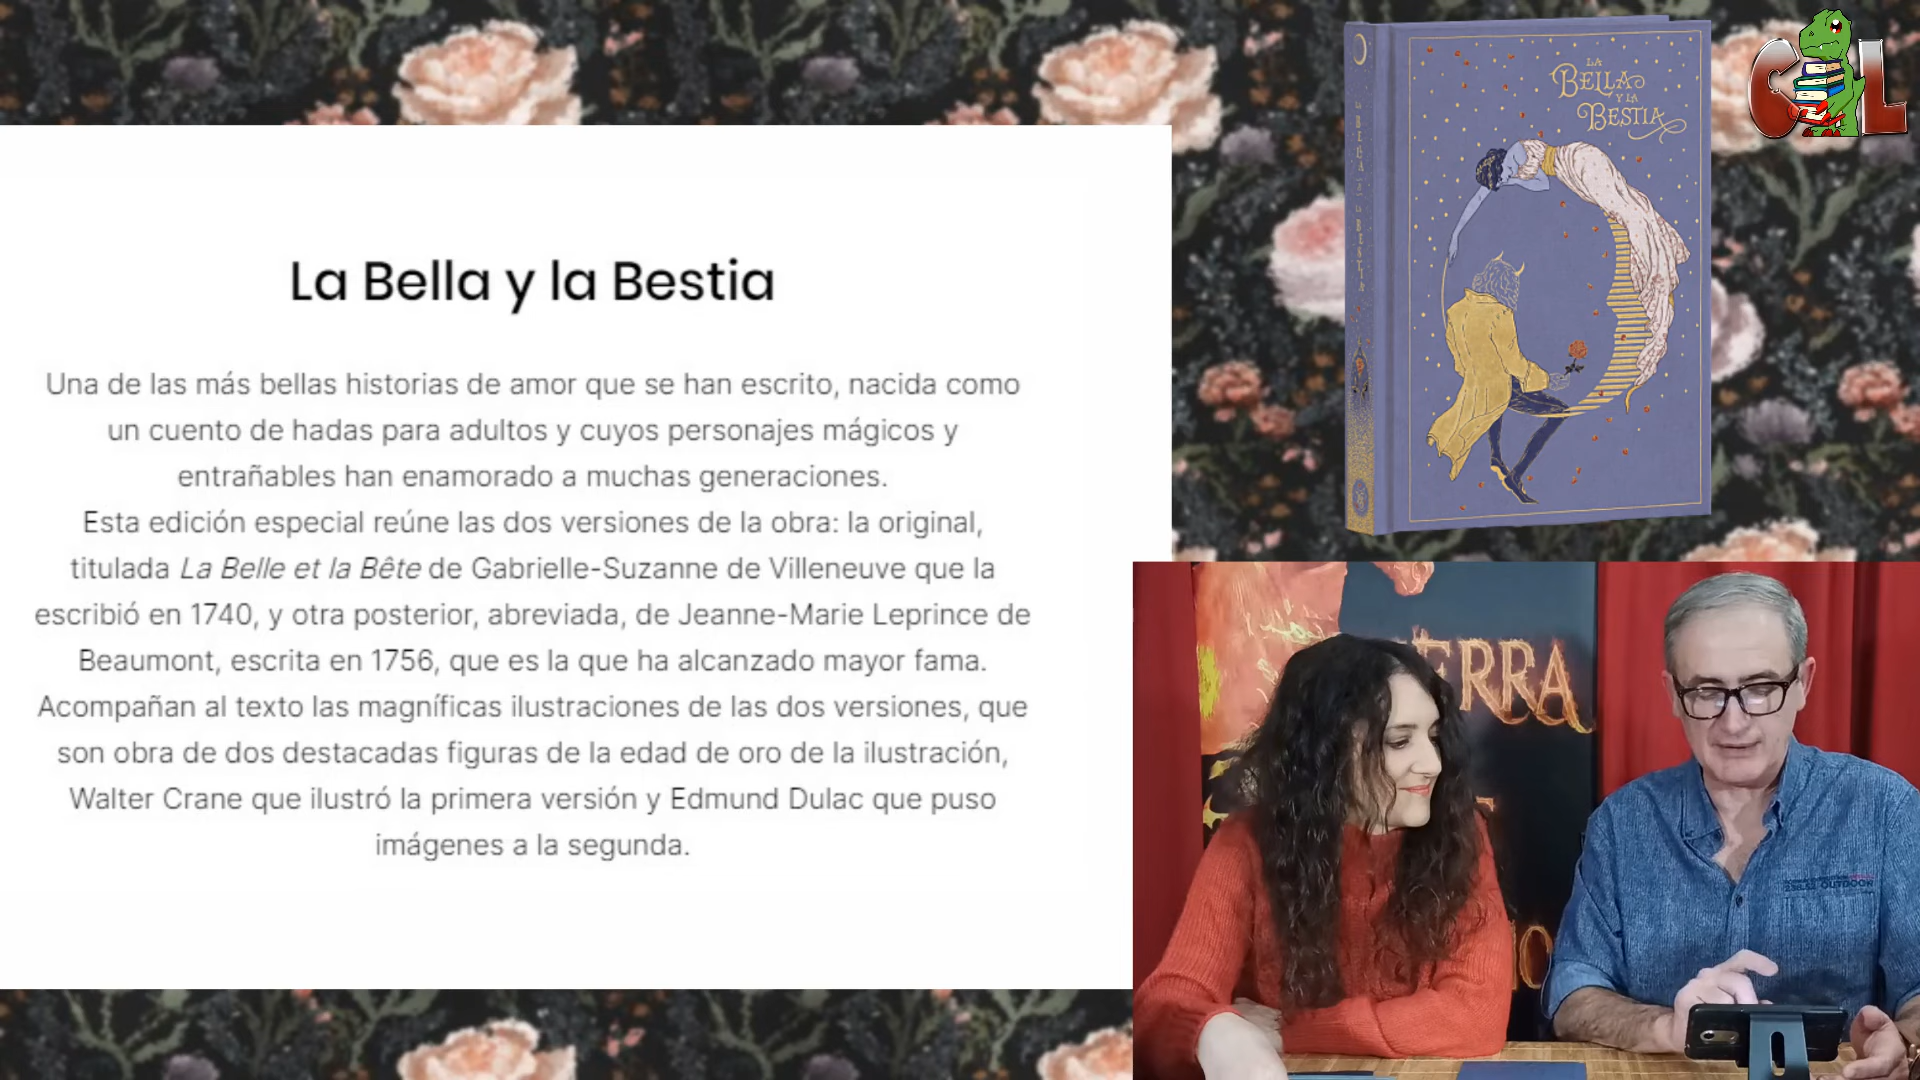 La Bella y la Bestia
Una de las más bellas historias de amor que se han escrito, nacida como
un cuento de hadas para adultos y cuyos personajes mágicos y
entrañables han enamorado a muchas generaciones.
Esta edición especial reúne las dos versiones de la obra: la original,
titulada La Belle et la Bête de Gabrielle-Suzanne de Villeneuve que la
escribió en 1740, y otra posterior, abreviada, de Jeanne-Marie Leprince de
Beaumont, escrita en 1756, que es la que ha alcanzado mayor fama.
Acompañan al texto las magníficas ilustraciones de las dos versiones, que
son obra de dos destacadas figuras de la edad de oro de la ilustración,
Walter Crane que ilustró la primera versión y Edmund Dulac que puso
imágenes a la segunda.
LA
BELLA
Y LA
BESTIA
LA BELLA Y LA BESTIA
C L
ERRA
OUTDOOR